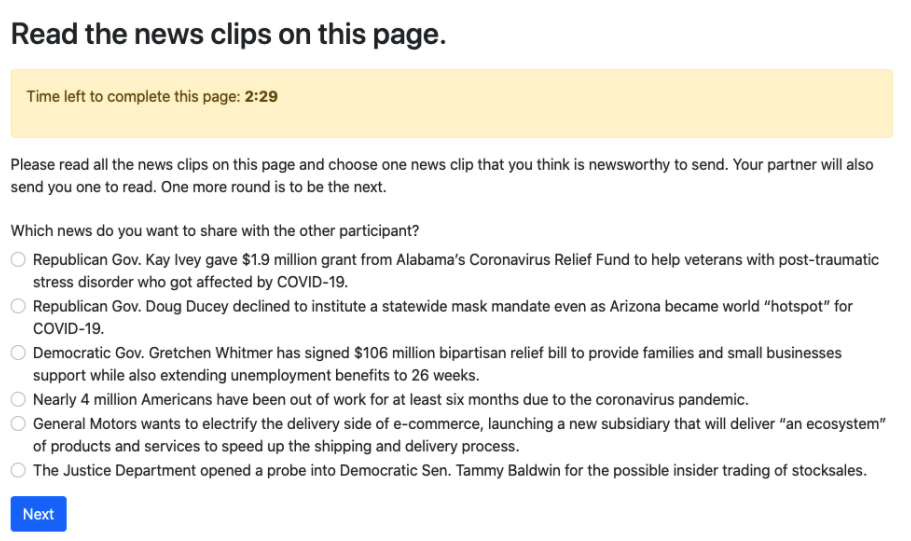 Read the news clips on this page.
Time left to complete this page: 2:29
Please read all the news clips on this page and choose one news clip that you think is newsworthy to send. Your partner will also
send you one to read. One more round is to be the next.
Which news do you want to share with the other participant?
Republican Gov. Kay Ivey gave $1.9 million grant from Alabama's Coronavirus Relief Fund to help veterans with post-traumatic
stress disorder who got affected by COVID-19.
Republican Gov. Doug Ducey declined to institute a statewide mask mandate even as Arizona became world "hotspot" for
COVID-19.
Democratic Gov. Gretchen Whitmer has signed $106 million bipartisan relief bill to provide families and small businesses
support while also extending unemployment benefits to 26 weeks.
Nearly 4 million Americans have been out of work for at least six months due to the coronavirus pandemic.
General Motors wants to electrify the delivery side of e-commerce, launching a new subsidiary that will deliver "an ecosystem"
of products and services to speed up the shipping and delivery process.
The Justice Department opened a probe into Democratic Sen. Tammy Baldwin for the possible insider trading of stocksales.
Next